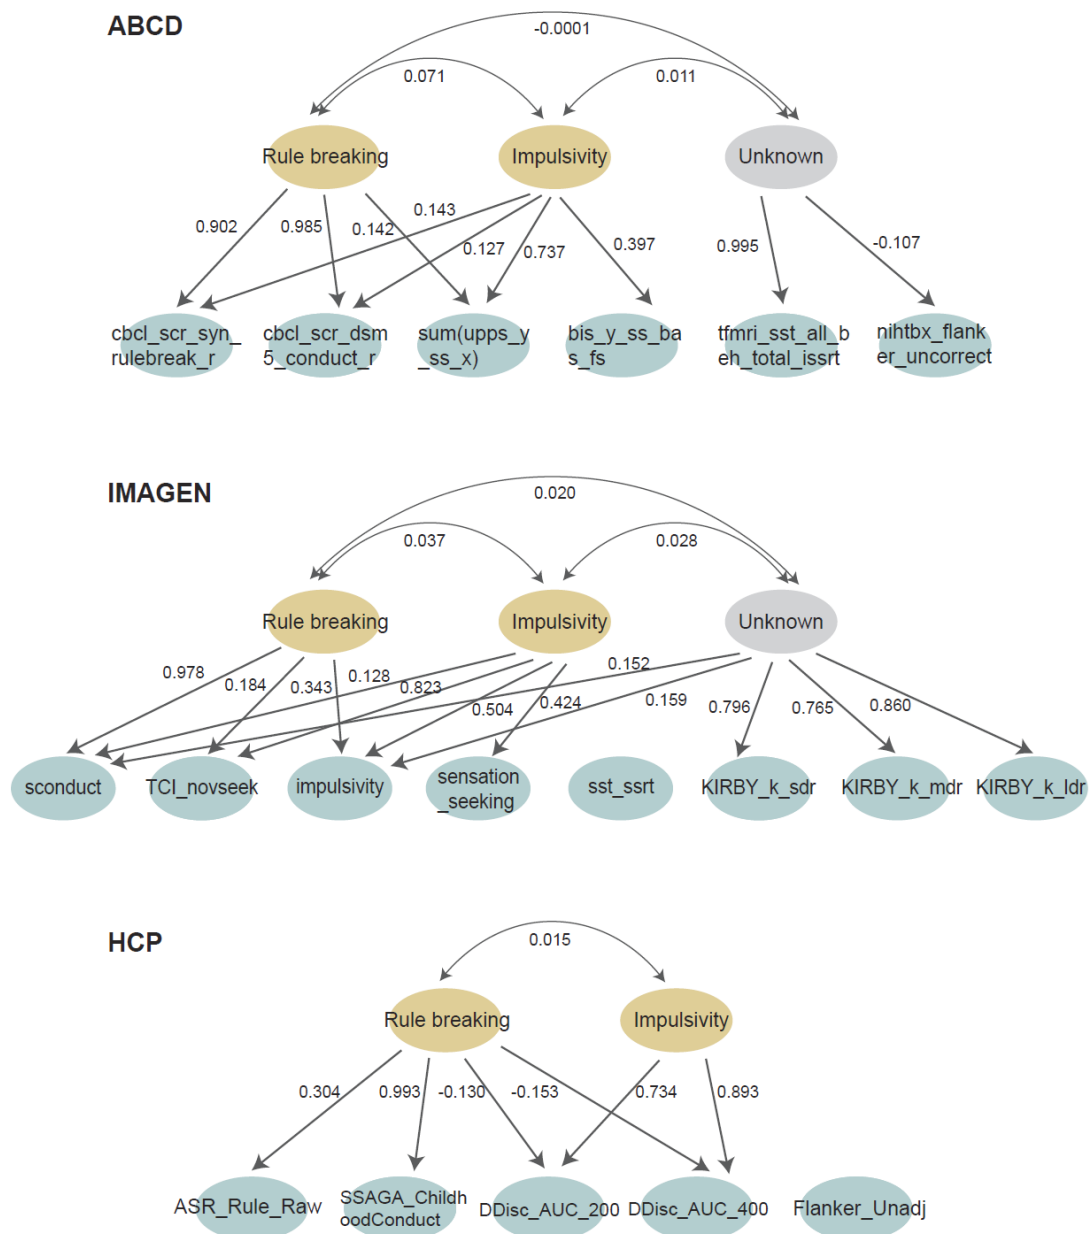 ABCD
-0.0001
0.071
0.011
Rule breaking
Impulsivity
Unknown
0.902
0.985
0.142
0.143
0.127
0.737
0.397
0.995
-0.107
cbcl_scr_syn_
rulebreak_r
cbcl_scr_dsm
5_conduct_r
sum(upps_y
_ss_x)
bis_y_ss_ba
s_fs
tfmri_sst_all_b
eh_total_issrt
nihtbx_flank
er_uncorrect
IMAGEN
0.020
0.037
0.028
Rule breaking
Impulsivity
Unknown
0.978
0.184
0.343
0.128
0.823
0.504
0.424
0.152
0.159
0.796
0.765
0.860
sconduct
TCI_novseek
impulsivity
sensation
_seeking
sst_ssrt
KIRBY_k_sdr
KIRBY_k_mdr
KIRBY_k_ldr
HCP
0.015
Rule breaking
Impulsivity
0.304
0.993
-0.130
-0.153
0.734
0.893
ASR_Rule_Raw
SSAGA_Childh
oodConduct
DDisc_AUC_200
DDisc_AUC_400
Flanker_Unadj